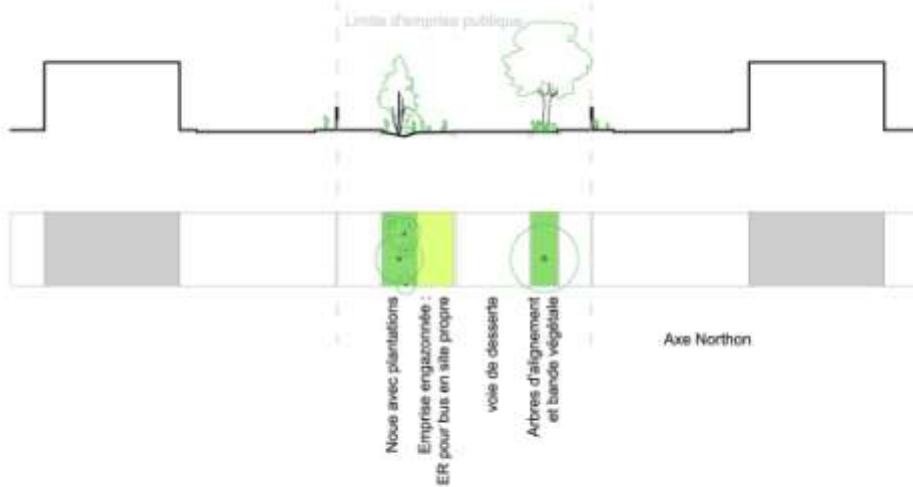 Limite d'emprise publique
Noue avec plantations
Emprise engazonnée :
ER pour bus en site propre
voie de desserte
Arbres d'alignement
et bande végétale
Axe Northon